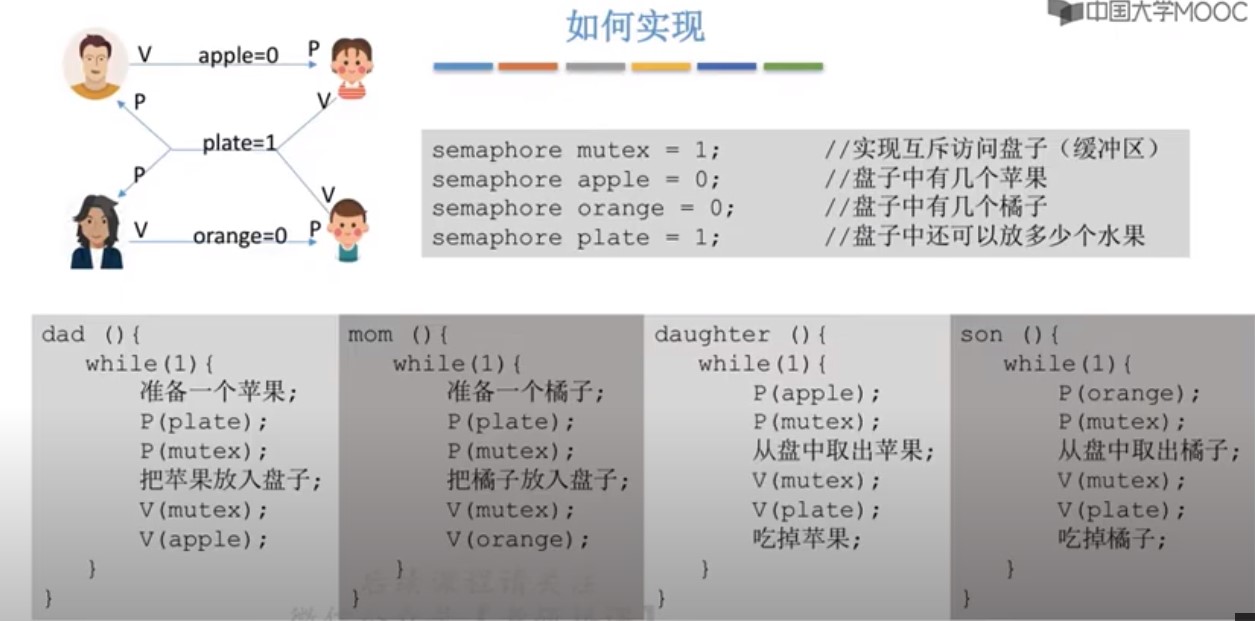 中国大学MOOC
如何实现
V apple=0 P
P V
plate=1
P V
V orange=0 P
semaphore mutex = 1; //实现互斥访问盘子（缓冲区）
semaphore apple = 0; //盘子中有几个苹果
semaphore orange = 0; //盘子中有几个橘子
semaphore plate = 1; //盘子中还可以放多少个水果
dad (){
while(1){
准备一个苹果;
P(plate);
P(mutex);
把苹果放入盘子;
V(mutex);
V(apple);
}
}
mom (){
while(1){
准备一个橘子;
P(plate);
P(mutex);
把橘子放入盘子;
V(mutex);
V(orange);
}
}
daughter (){
while(1){
P(apple);
P(mutex);
从盘中取出苹果;
V(mutex);
V(plate);
吃掉苹果;
}
}
son (){
while(1){
P(orange);
P(mutex);
从盘中取出橘子;
V(mutex);
V(plate);
吃掉橘子;
}
}
后续课程请关注